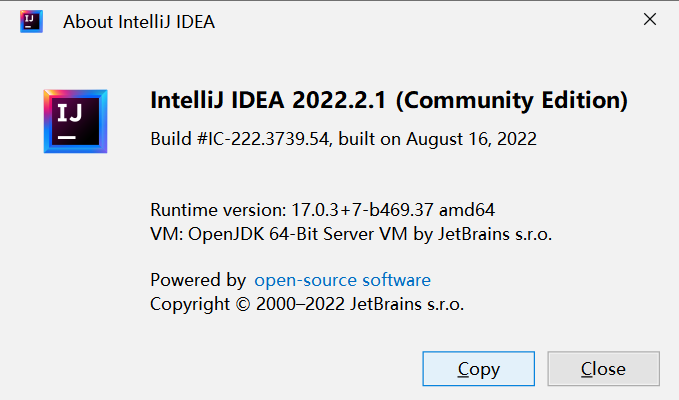 About IntelliJ IDEA
IJ
IntelliJ IDEA 2022.2.1 (Community Edition)
Build #IC-222.3739.54, built on August 16, 2022
Runtime version: 17.0.3+7-b469.37 amd64
VM: OpenJDK 64-Bit Server VM by JetBrains s.r.o.
Powered by open-source software
Copyright © 2000–2022 JetBrains s.r.o.
Copy Close